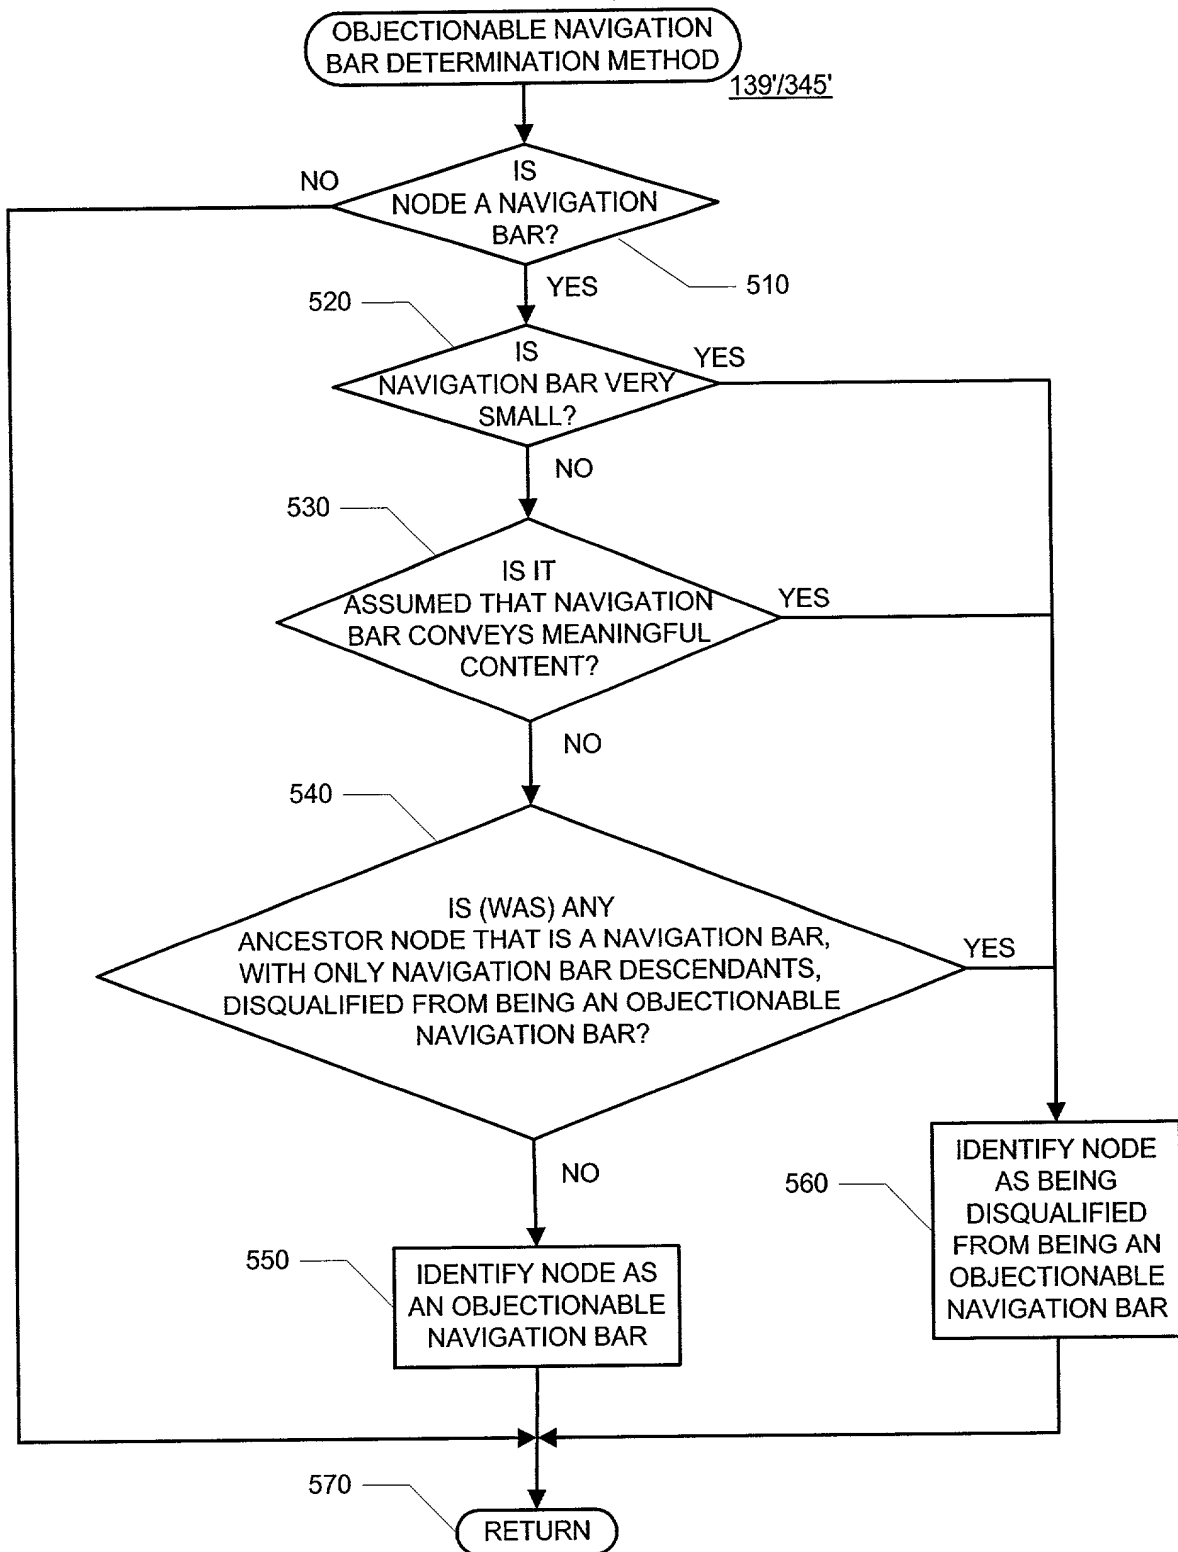 OBJECTIONABLE NAVIGATION
BAR DETERMINATION METHOD
139'/345'
IS
NODE A NAVIGATION
BAR?
NO
510
YES
520
IS
NAVIGATION BAR VERY
SMALL?
YES
NO
530
IS IT
ASSUMED THAT NAVIGATION
BAR CONVEYS MEANINGFUL
CONTENT?
YES
NO
540
IS (WAS) ANY
ANCESTOR NODE THAT IS A NAVIGATION BAR,
WITH ONLY NAVIGATION BAR DESCENDANTS,
DISQUALIFIED FROM BEING AN OBJECTIONABLE
NAVIGATION BAR?
YES
NO
550
IDENTIFY NODE AS
AN OBJECTIONABLE
NAVIGATION BAR
560
IDENTIFY NODE
AS BEING
DISQUALIFIED
FROM BEING AN
OBJECTIONABLE
NAVIGATION BAR
570
RETURN